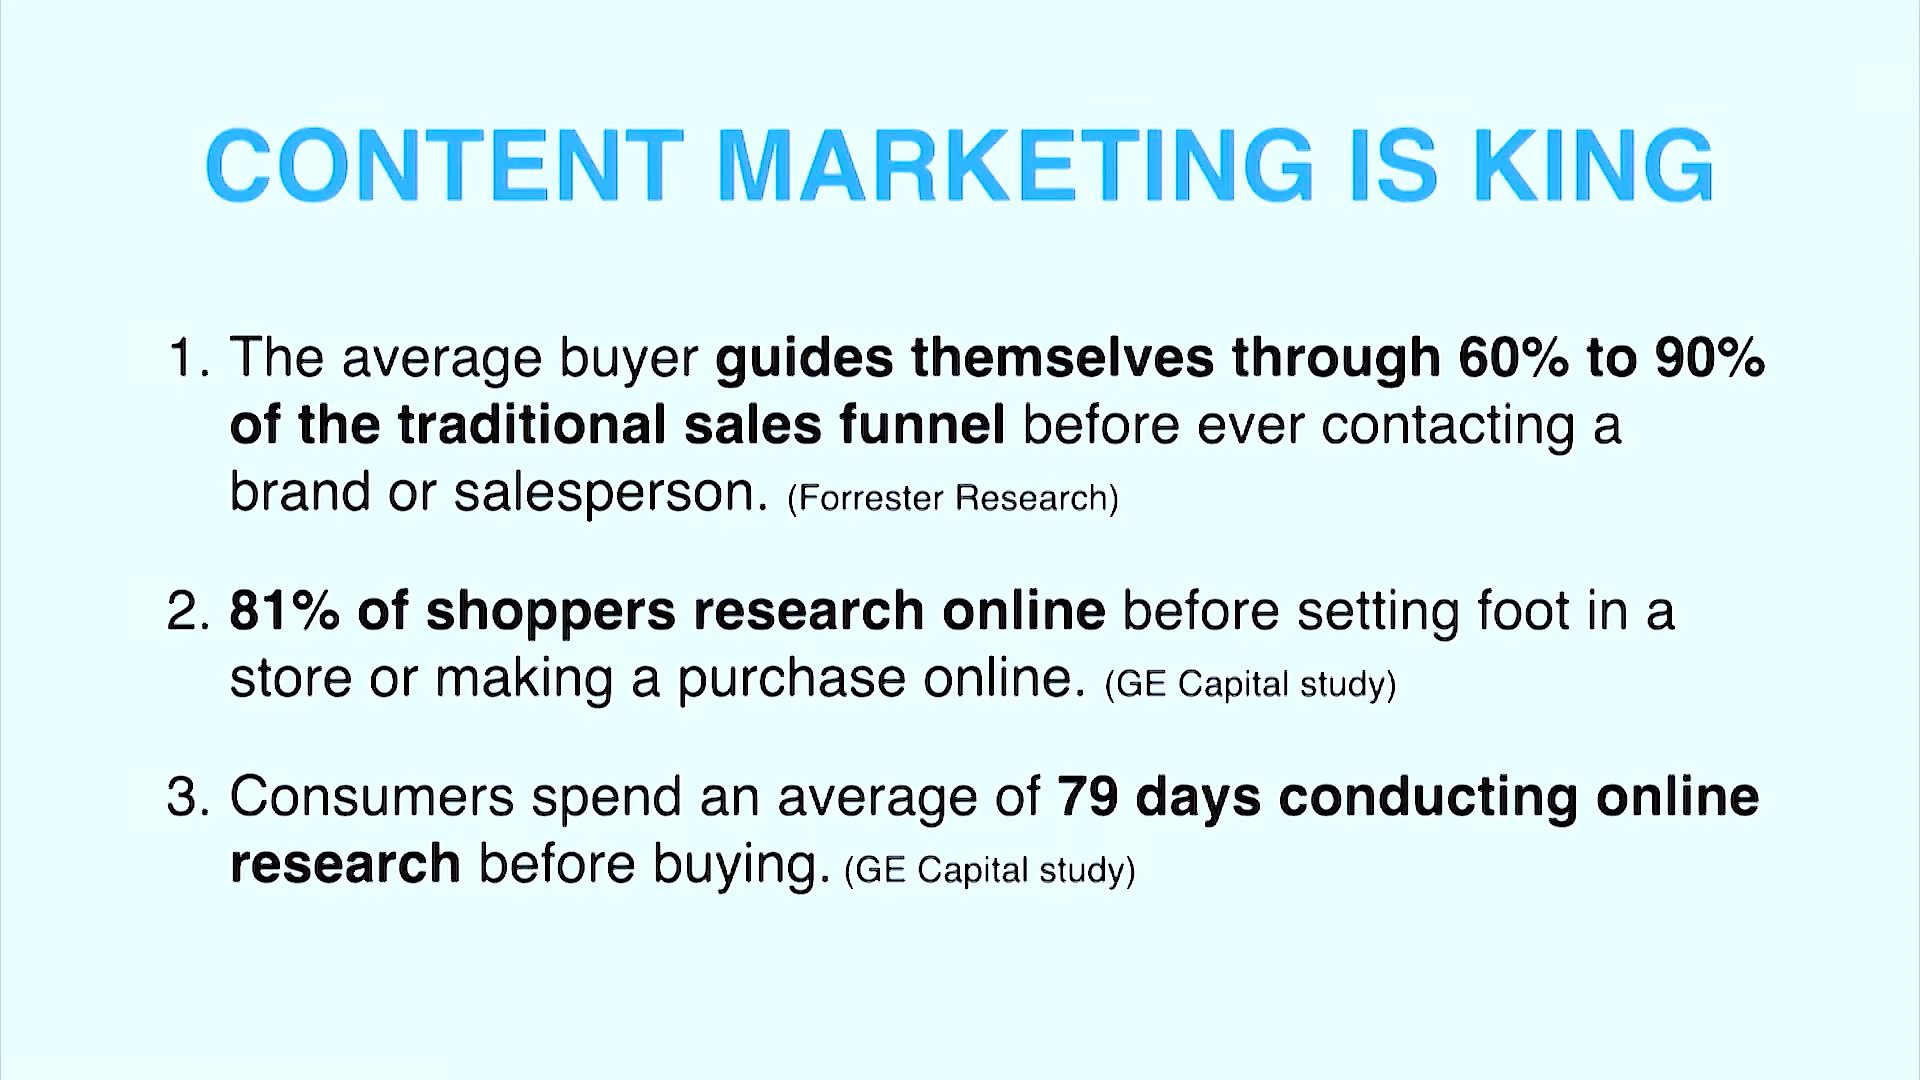 CONTENT MARKETING IS KING
1. The average buyer guides themselves through 60% to 90%
of the traditional sales funnel before ever contacting a
brand or salesperson. (Forrester Research)
2. 81% of shoppers research online before setting foot in a
store or making a purchase online. (GE Capital study)
3. Consumers spend an average of 79 days conducting online
research before buying. (GE Capital study)